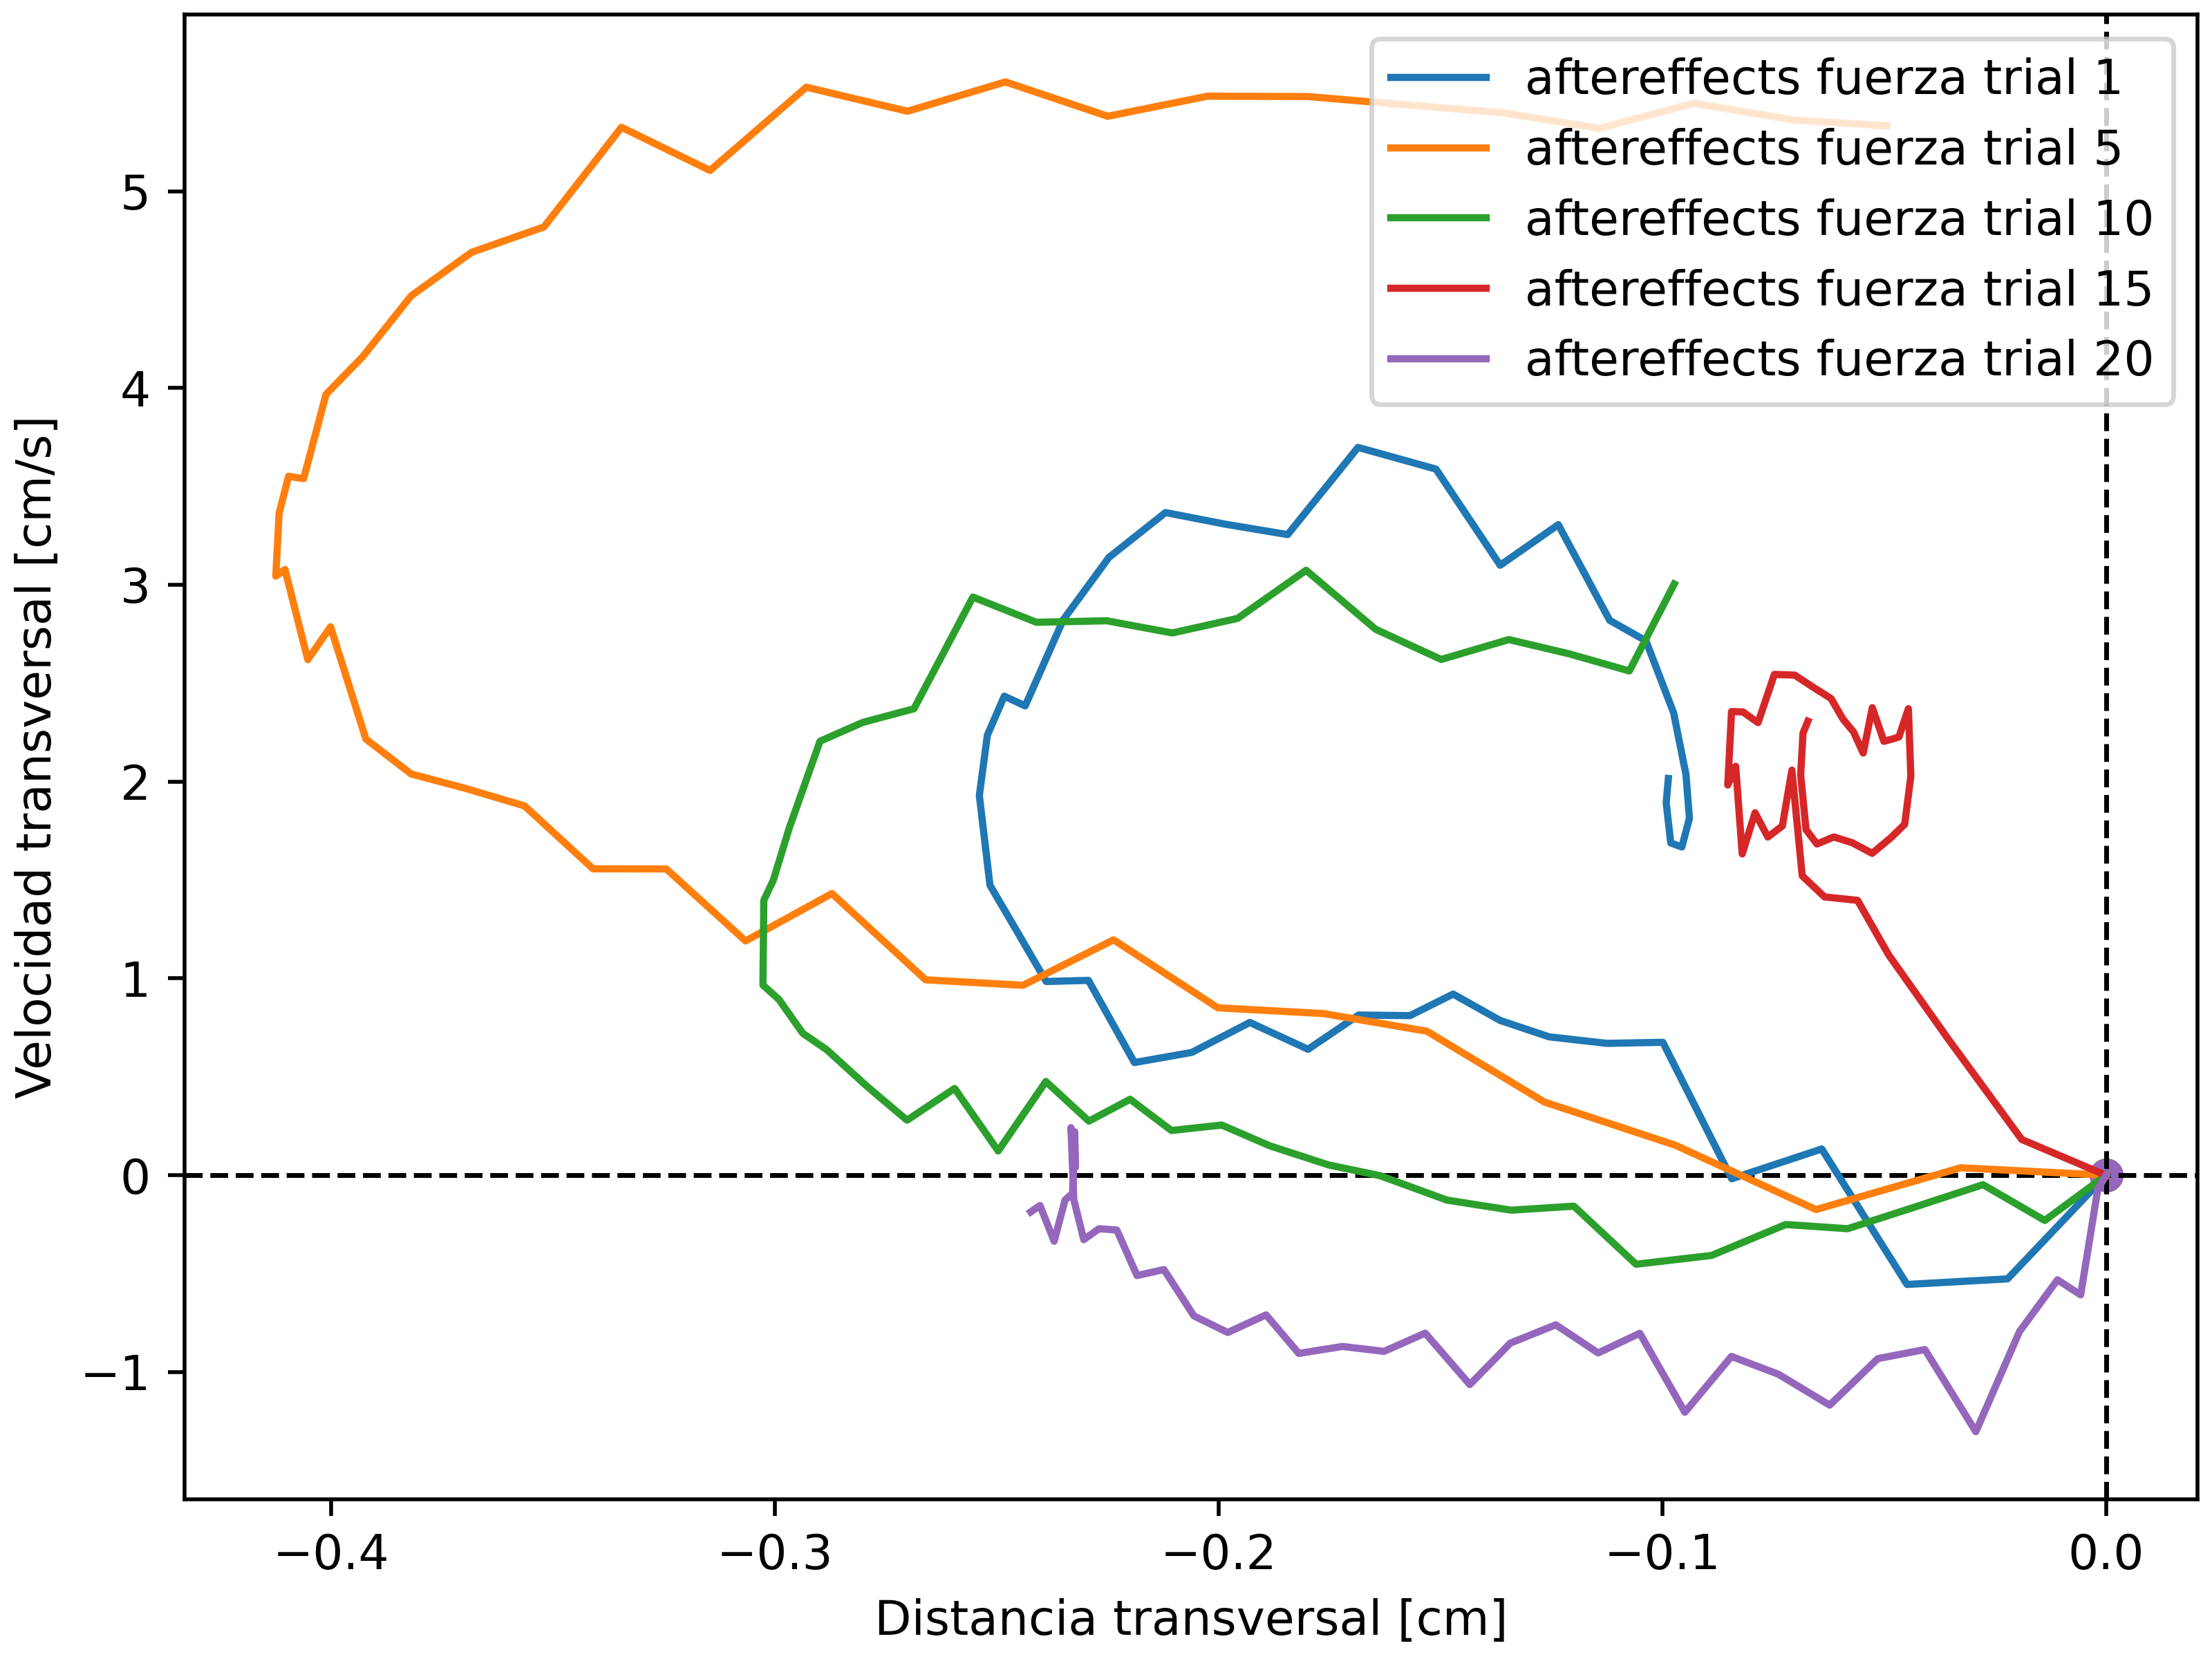 aftereffects fuerza trial 1
aftereffects fuerza trial 5
aftereffects fuerza trial 10
aftereffects fuerza trial 15
aftereffects fuerza trial 20
5
4
3
2
1
0
−1
Velocidad transversal [cm/s]
−0.4 −0.3 −0.2 −0.1 0.0
Distancia transversal [cm]